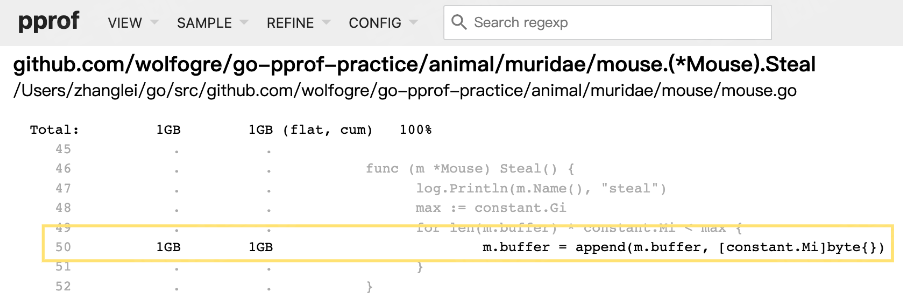 pprof VIEW SAMPLE REFINE CONFIG Search regexp
github.com/wolfogre/go-pprof-practice/animal/muridae/mouse.(*Mouse).Steal
/Users/zhanglei/go/src/github.com/wolfogre/go-pprof-practice/animal/muridae/mouse/mouse.go
Total: 1GB 1GB (flat, cum) 100%
45 . .
46 . . func (m *Mouse) Steal() {
47 . . log.Println(m.Name(), "steal")
48 . . max := constant.Gi
49 . . for len(m.buffer) * constant.Mi < max {
50 1GB 1GB m.buffer = append(m.buffer, [constant.Mi]byte{})
51 . . }
52 . . }